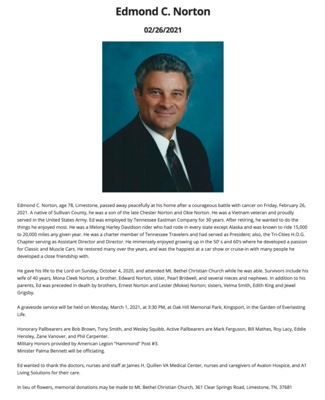 Edmond C. Norton
02/26/2021
Edmond C. Norton, age 78, Limestone, passed away peacefully at his home after a courageous battle with cancer on Friday, February 26,
2021. A native of Sullivan County, he was a son of the late Chester Norton and Okie Norton. He was a Vietnam veteran and proudly
served in the United States Army. Ed was employed by Tennessee Eastman Company for 30 years. After retiring, he wanted to do the
things he enjoyed most. He was a lifelong Harley Davidson rider who had rode in every state except Alaska and was known to ride 15,000
to 20,000 miles any given year. He was a charter member of Tennessee Travelers and had served as President; also, the Tri-Cities H.O.G.
Chapter serving as Assistant Director and Director. He immensely enjoyed growing up in the 50's and 60's where he developed a passion
for Classic and Muscle Cars. He restored many over the years, and was the happiest at a car show or cruise-in with many people he
developed a close friendship with.
He gave his life to the Lord on Sunday, October 4, 2020, and attended Mt. Bethel Christian Church while he was able. Survivors include his
wife of 40 years, Mona Cleek Norton, a brother, Edward Norton, sister, Pearl Birdwell, and several nieces and nephews. In addition to his
parents, Ed was preceded in death by brothers, Ernest Norton and Lester (Mickie) Norton; sisters, Velma Smith, Edith King and Jewel
Grigsby.
A graveside service will be held on Monday, March 1, 2021, at 3:30 PM, at Oak Hill Memorial Park, Kingsport, in the Garden of Everlasting
Life.
Honorary Pallbearers are Bob Brown, Tony Smith, and Wesley Squibb. Active Pallbearers are Mark Ferguson, Bill Mathes, Roy Lacy, Eddie
Hensley, Zane Vanover, and Phil Carpenter.
Military Honors provided by American Legion "Hammond" Post #3.
Minister Palma Bennett will be officiating.
Ed wanted to thank the doctors, nurses and staff at James H. Quillen VA Medical Center, nurses and caregivers of Avalon Hospice, and A1
Living Solutions for their care.
In lieu of flowers, memorial donations may be made to Mt. Bethel Christian Church, 361 Clear Springs Road, Limestone, TN, 37681